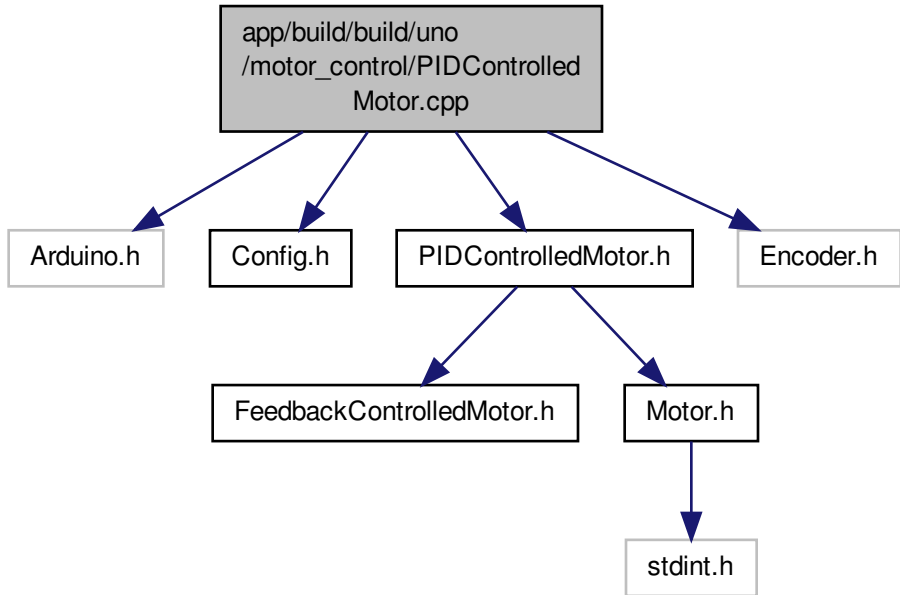 app/build/build/uno
/motor_control/PIDControlled
Motor.cpp
Arduino.h
Config.h
PIDControlledMotor.h
Encoder.h
FeedbackControlledMotor.h
Motor.h
stdint.h